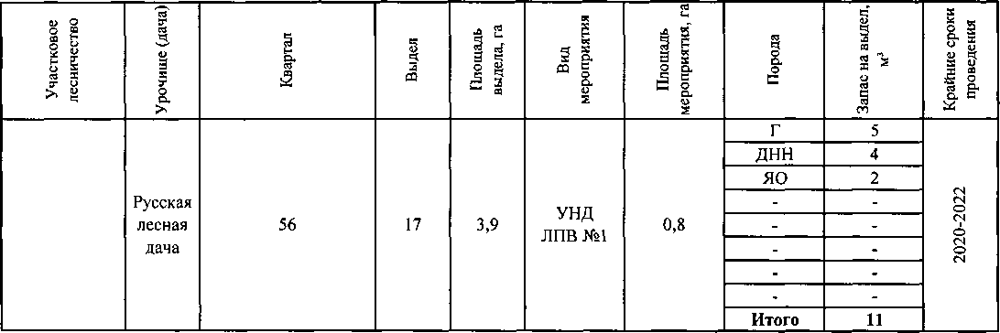 Участковое
лесничество
Урочище (дача)
Квартал
Выдел
Площадь
выдела, га
Вид
мероприятия
Площадь
мероприятия, га
Порода
Запас на выдел,
м³
Крайние сроки
проведения
Русская
лесная
дача
56
17
3,9
УНД
ЛПВ №1
0,8
Г 5
ДНН 4
ЯО 2
- -
- -
- -
- -
- -
Итого 11
2020-2022